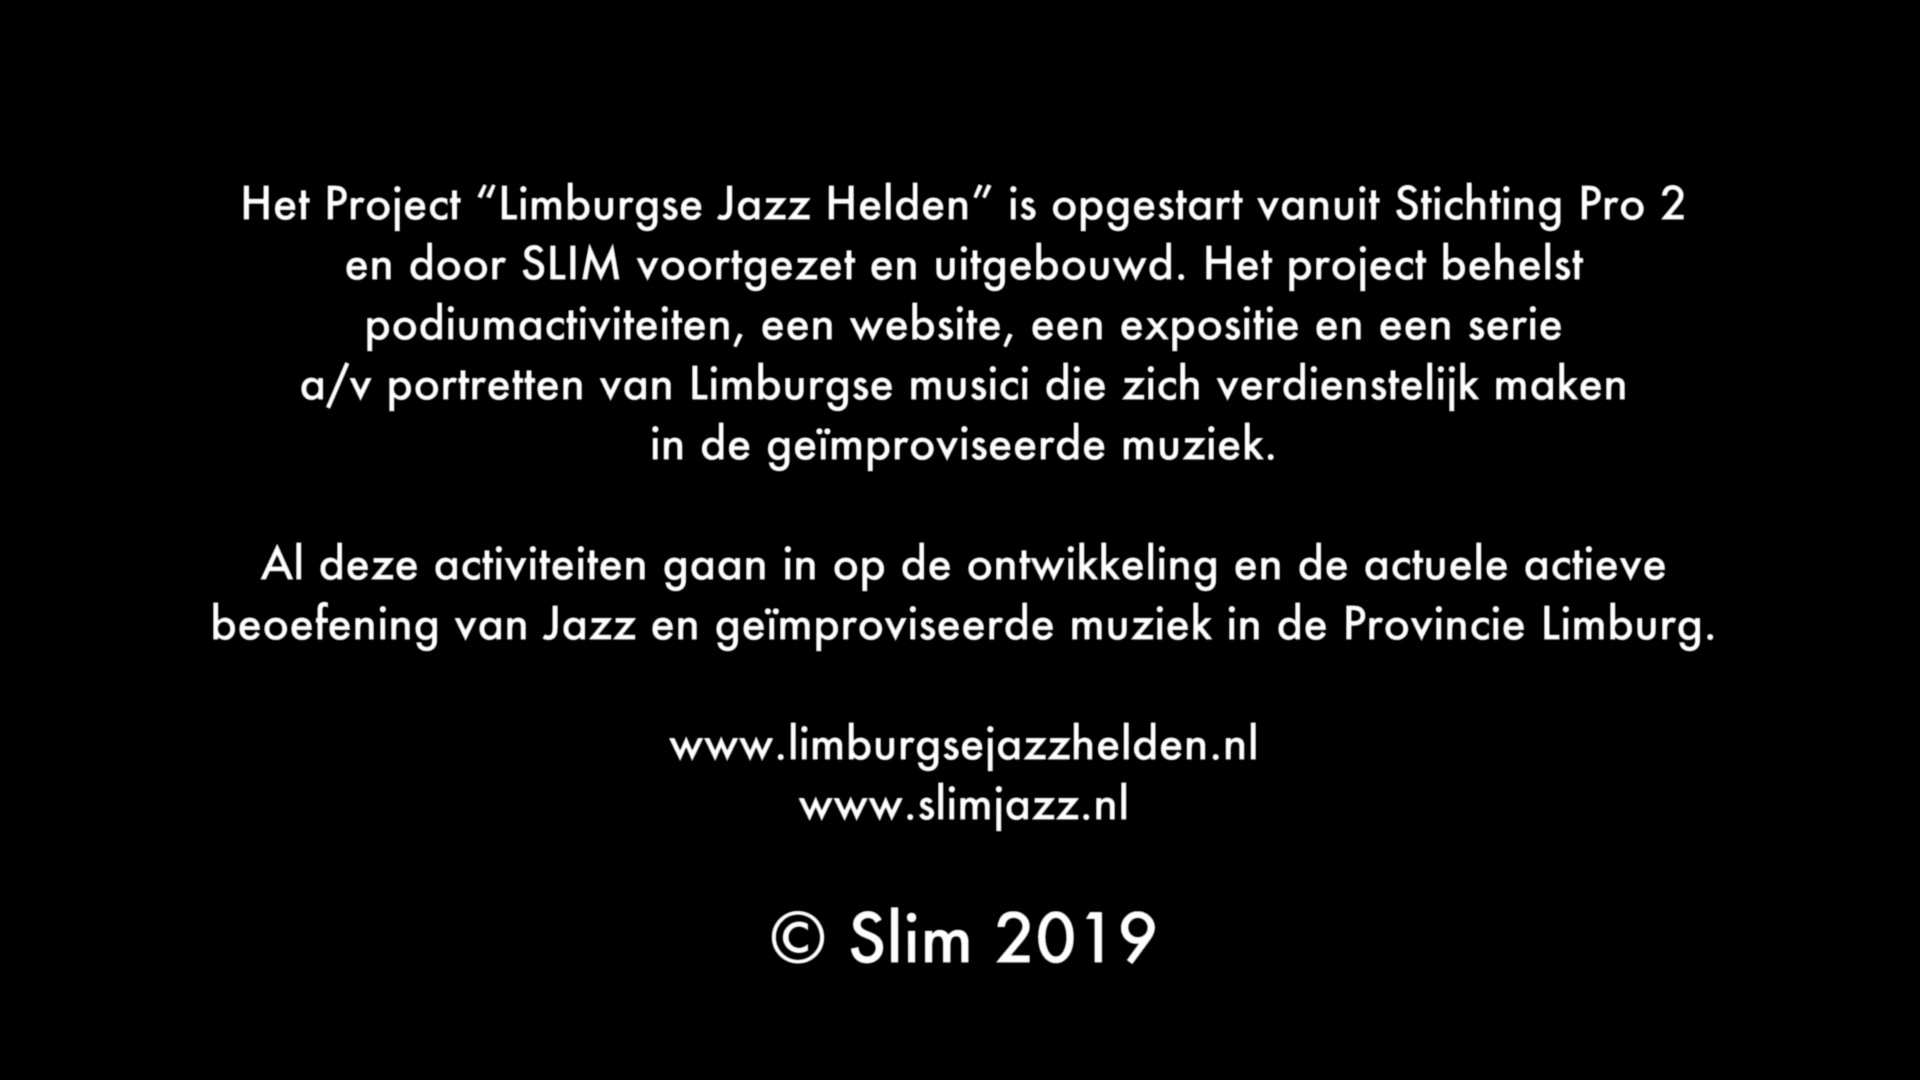 Het Project “Limburgse Jazz Helden” is opgestart vanuit Stichting Pro 2
en door SLIM voortgezet en uitgebouwd. Het project behelst
podiumactiviteiten, een website, een expositie en een serie
a/v portretten van Limburgse musici die zich verdienstelijk maken
in de geïmproviseerde muziek.
Al deze activiteiten gaan in op de ontwikkeling en de actuele actieve
beoefening van Jazz en geïmproviseerde muziek in de Provincie Limburg.
www.limburgsejazzhelden.nl
www.slimjazz.nl
© Slim 2019